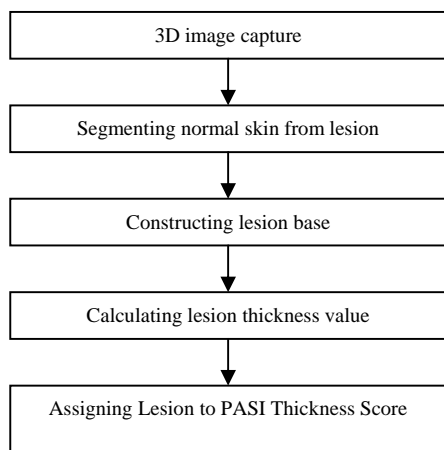 3D image capture
Segmenting normal skin from lesion
Constructing lesion base
Calculating lesion thickness value
Assigning Lesion to PASI Thickness Score